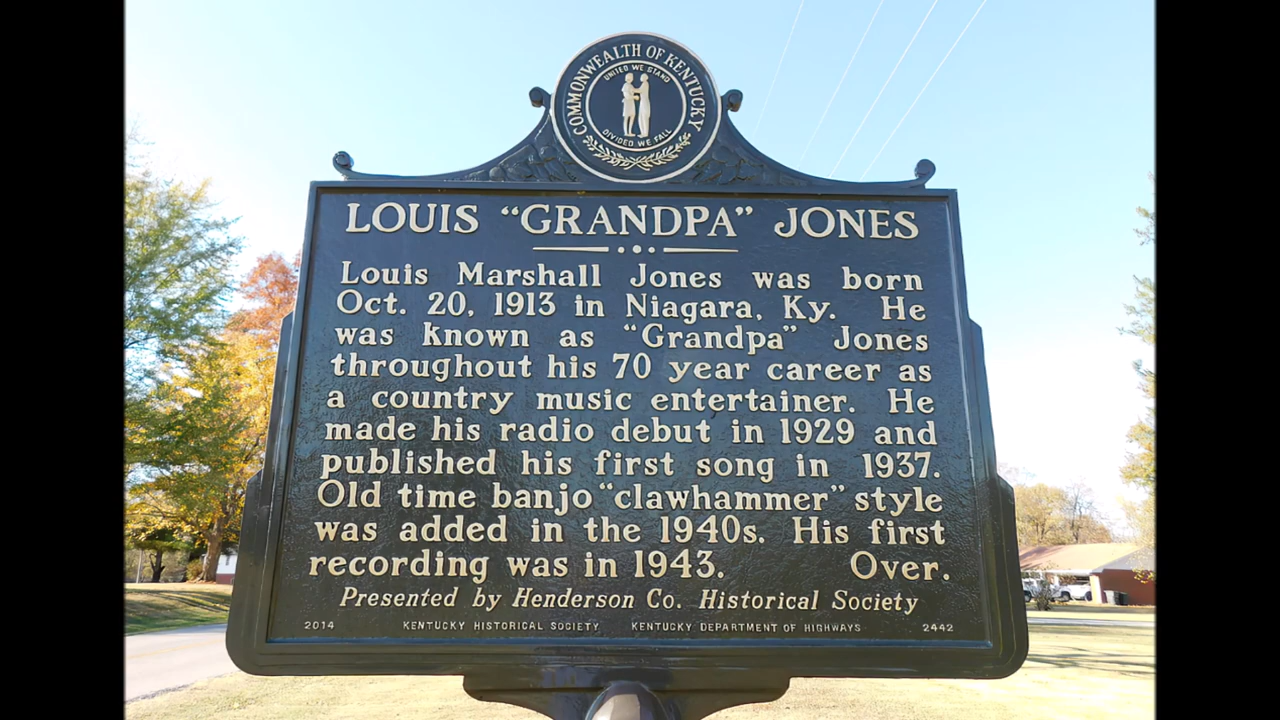 COMMONWEALTH OF KENTUCKY
UNITED WE STAND
DIVIDED WE FALL
LOUIS “GRANDPA” JONES
Louis Marshall Jones was born
Oct. 20, 1913 in Niagara, Ky. He
was known as “Grandpa” Jones
throughout his 70 year career as
a country music entertainer. He
made his radio debut in 1929 and
published his first song in 1937.
Old time banjo “clawhammer” style
was added in the 1940s. His first
recording was in 1943. Over.
Presented by Henderson Co. Historical Society
2014 KENTUCKY HISTORICAL SOCIETY KENTUCKY DEPARTMENT OF HIGHWAYS 2442